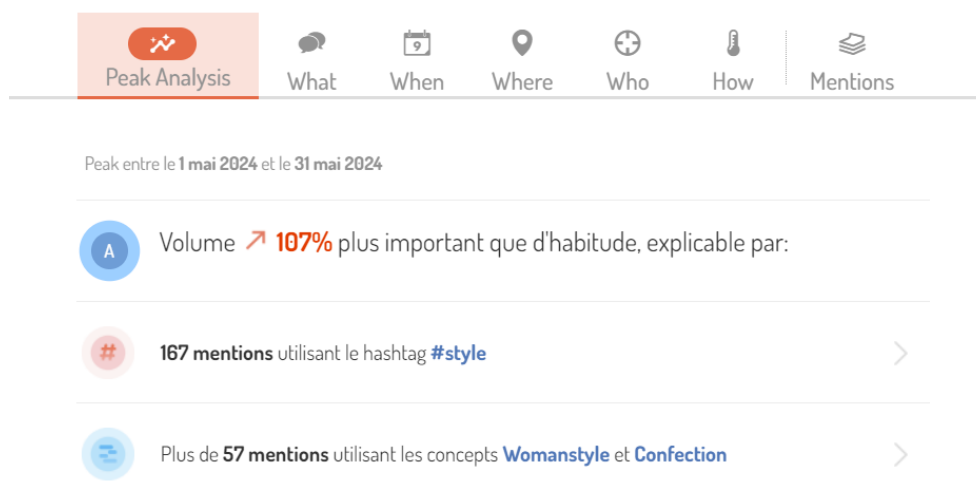 Peak Analysis
What
9
When
Where
Who
How
Mentions
Peak entre le 1 mai 2024 et le 31 mai 2024
A
Volume 107% plus important que d'habitude, explicable par:
#
167 mentions utilisant le hashtag #style
Plus de 57 mentions utilisant les concepts Womanstyle et Confection